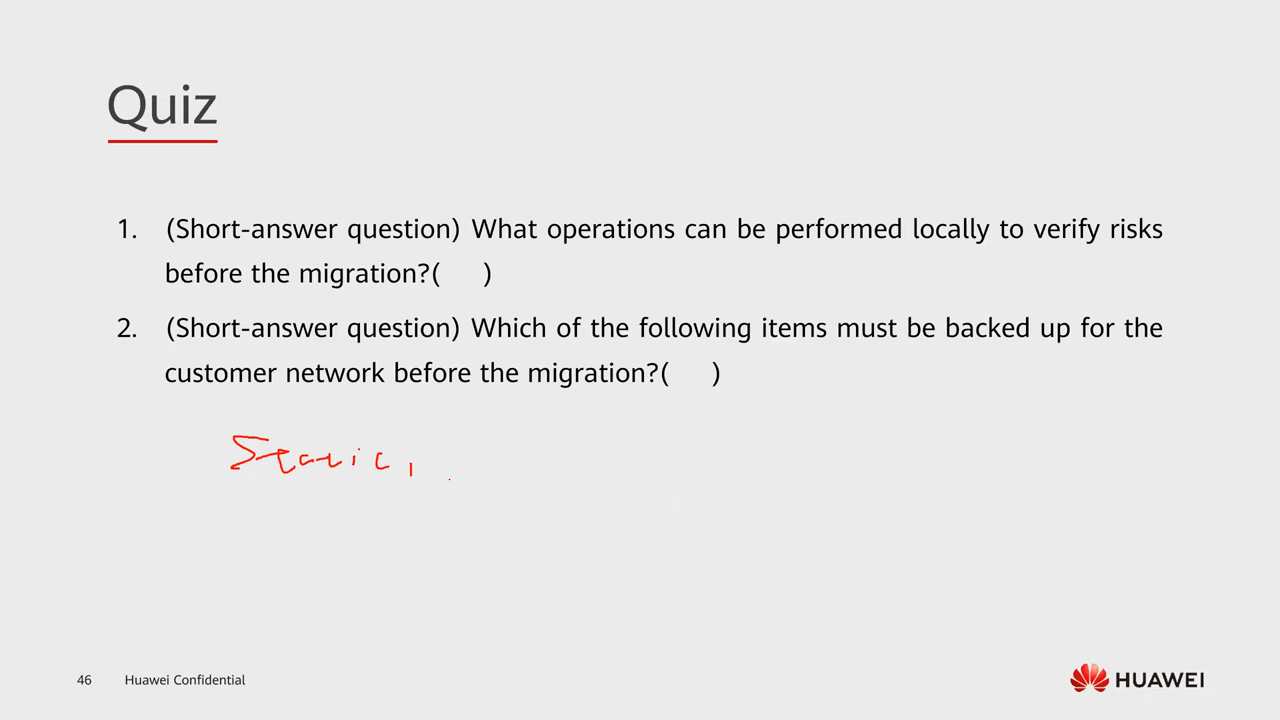 Quiz
1. (Short-answer question) What operations can be performed locally to verify risks
before the migration?( )
2. (Short-answer question) Which of the following items must be backed up for the
customer network before the migration?( )
46 Huawei Confidential
HUAWEI